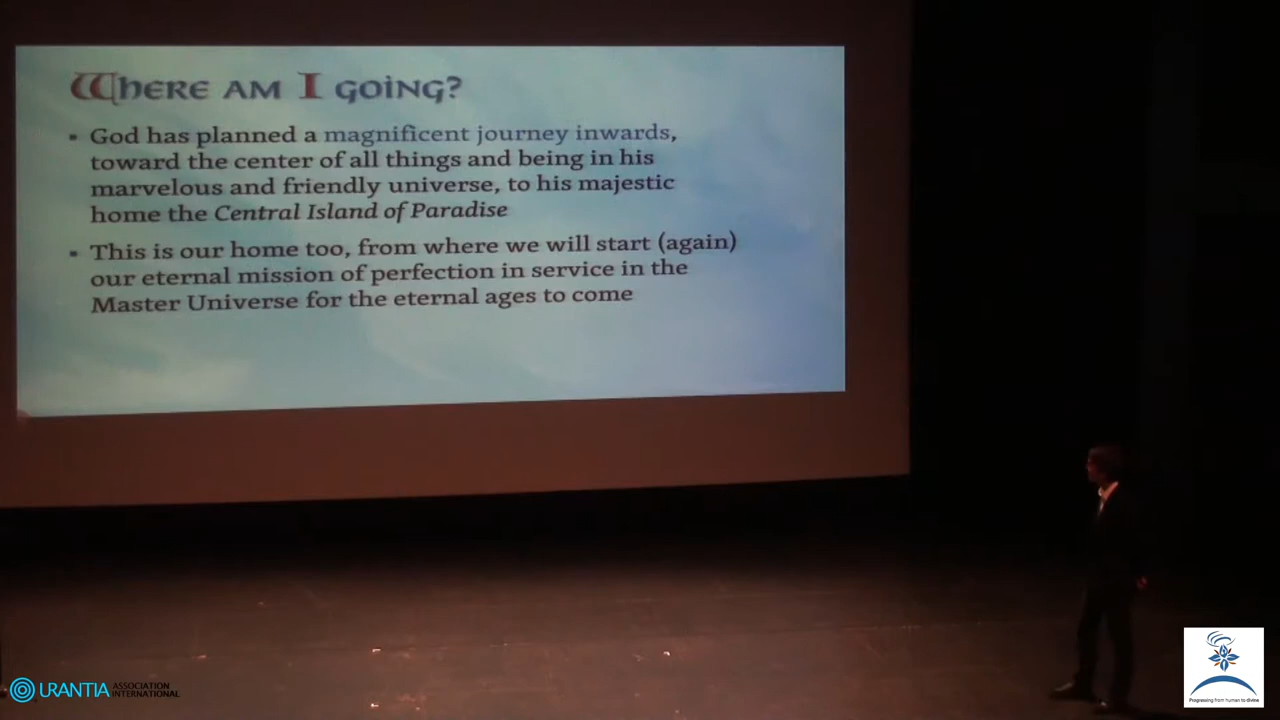 Where am I going?
God has planned a magnificent journey inwards,
toward the center of all things and being in his
marvelous and friendly universe, to his majestic
home the Central Island of Paradise
This is our home too, from where we will start (again)
our eternal mission of perfection in service in the
Master Universe for the eternal ages to come
URANTIA ASSOCIATION
INTERNATIONAL
Progressing from human to divine